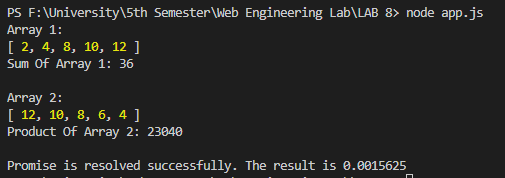 PS F:\University\5th Semester\Web Engineering Lab\LAB 8> node app.js
Array 1:
[ 2, 4, 8, 10, 12 ]
Sum Of Array 1: 36
Array 2:
[ 12, 10, 8, 6, 4 ]
Product Of Array 2: 23040
Promise is resolved successfully. The result is 0.0015625